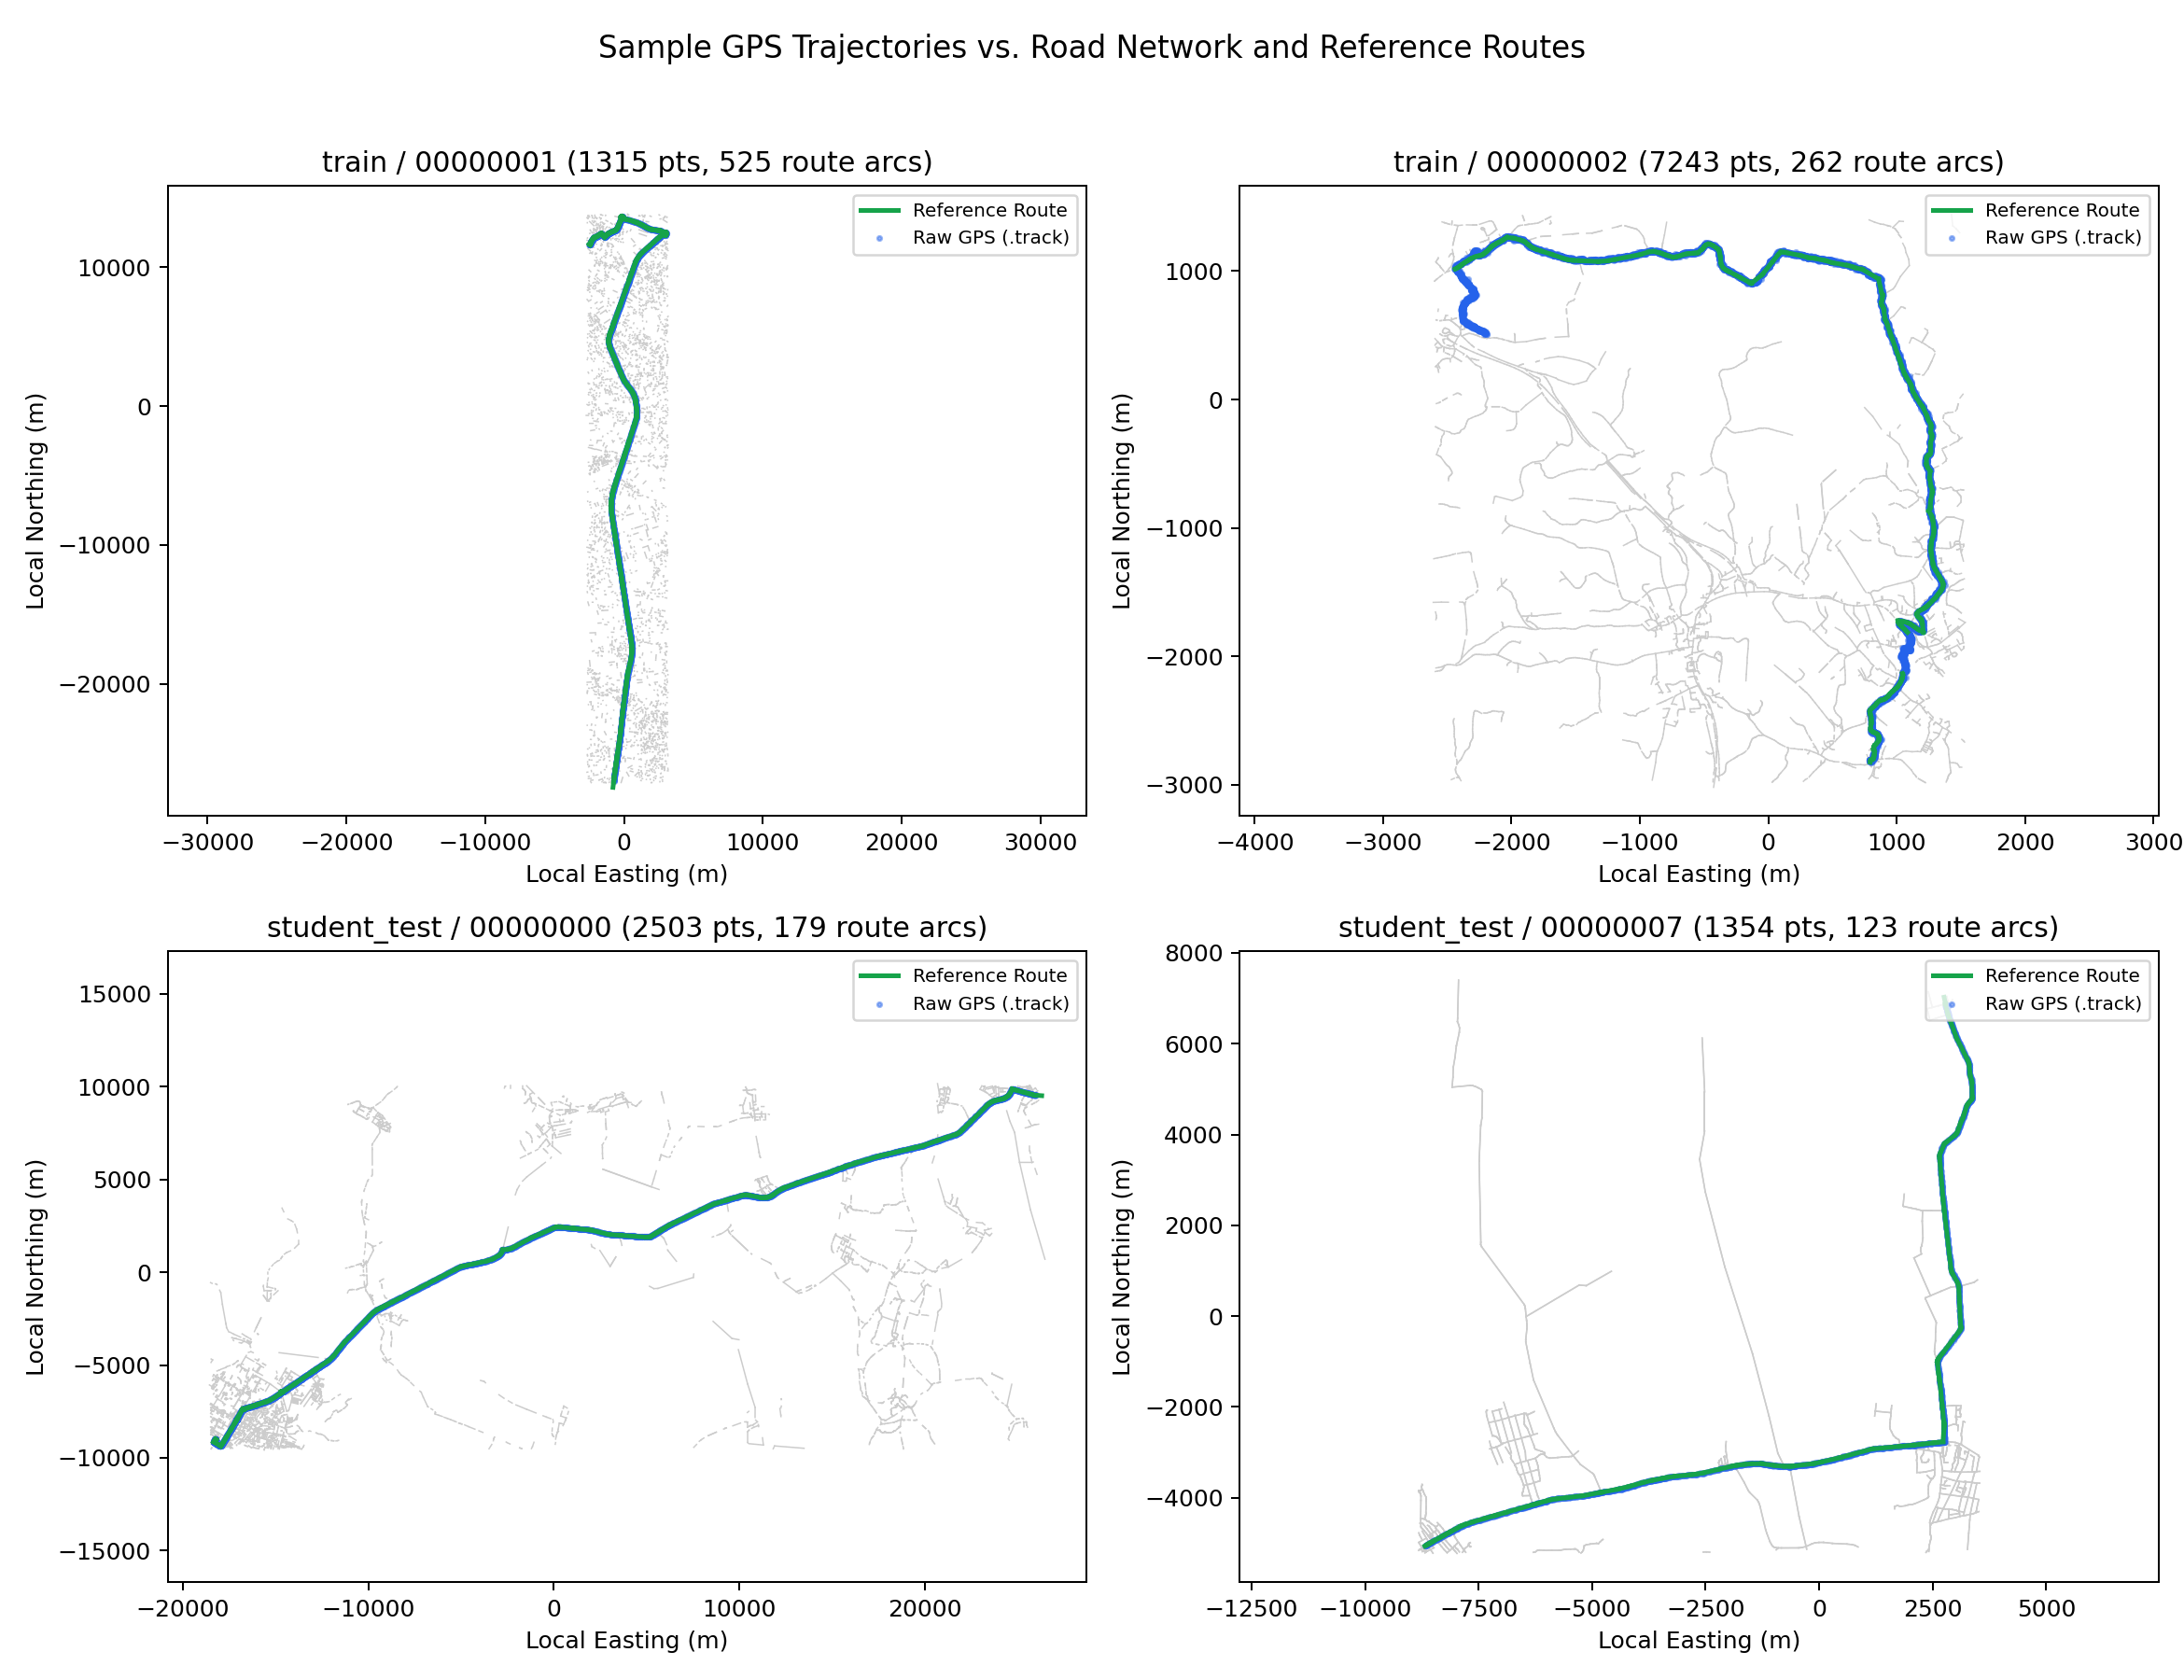 Sample GPS Trajectories vs. Road Network and Reference Routes
train / 00000001 (1315 pts, 525 route arcs)
Reference Route
Raw GPS (.track)
10000
0
−10000
−20000
Local Northing (m)
−30000 −20000 −10000 0 10000 20000 30000
Local Easting (m)
train / 00000002 (7243 pts, 262 route arcs)
Reference Route
Raw GPS (.track)
1000
0
−1000
−2000
−3000
Local Northing (m)
−4000 −3000 −2000 −1000 0 1000 2000 3000
Local Easting (m)
student_test / 00000000 (2503 pts, 179 route arcs)
Reference Route
Raw GPS (.track)
15000
10000
5000
0
−5000
−10000
−15000
Local Northing (m)
−20000 −10000 0 10000 20000
Local Easting (m)
student_test / 00000007 (1354 pts, 123 route arcs)
Reference Route
Raw GPS (.track)
8000
6000
4000
2000
0
−2000
−4000
Local Northing (m)
−12500 −10000 −7500 −5000 −2500 0 2500 5000
Local Easting (m)